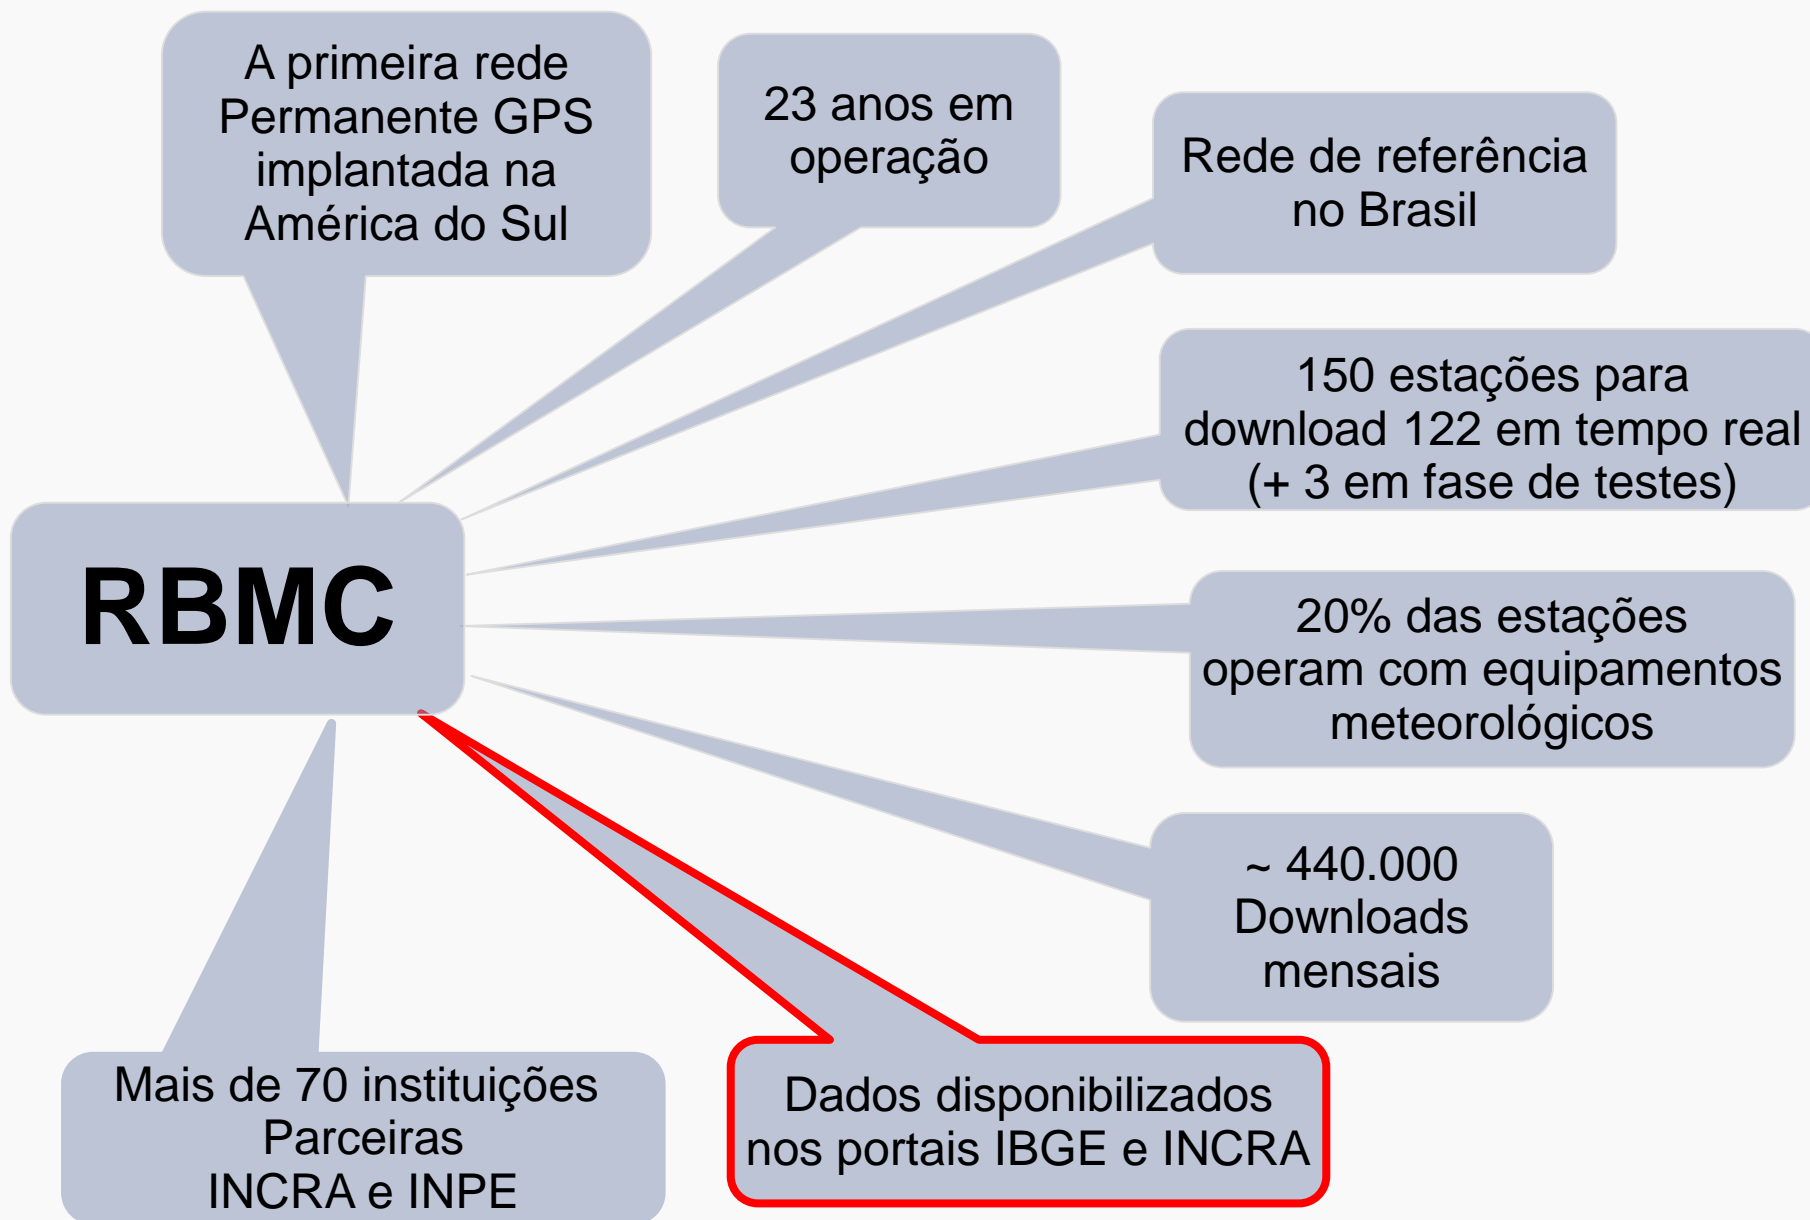 A primeira rede
Permanente GPS
implantada na
América do Sul
23 anos em
operação
Rede de referência
no Brasil
150 estações para
download 122 em tempo real
(+ 3 em fase de testes)
RBMC
20% das estações
operam com equipamentos
meteorológicos
~ 440.000
Downloads
mensais
Dados disponibilizados
nos portais IBGE e INCRA
Mais de 70 instituições
Parceiras
INCRA e INPE